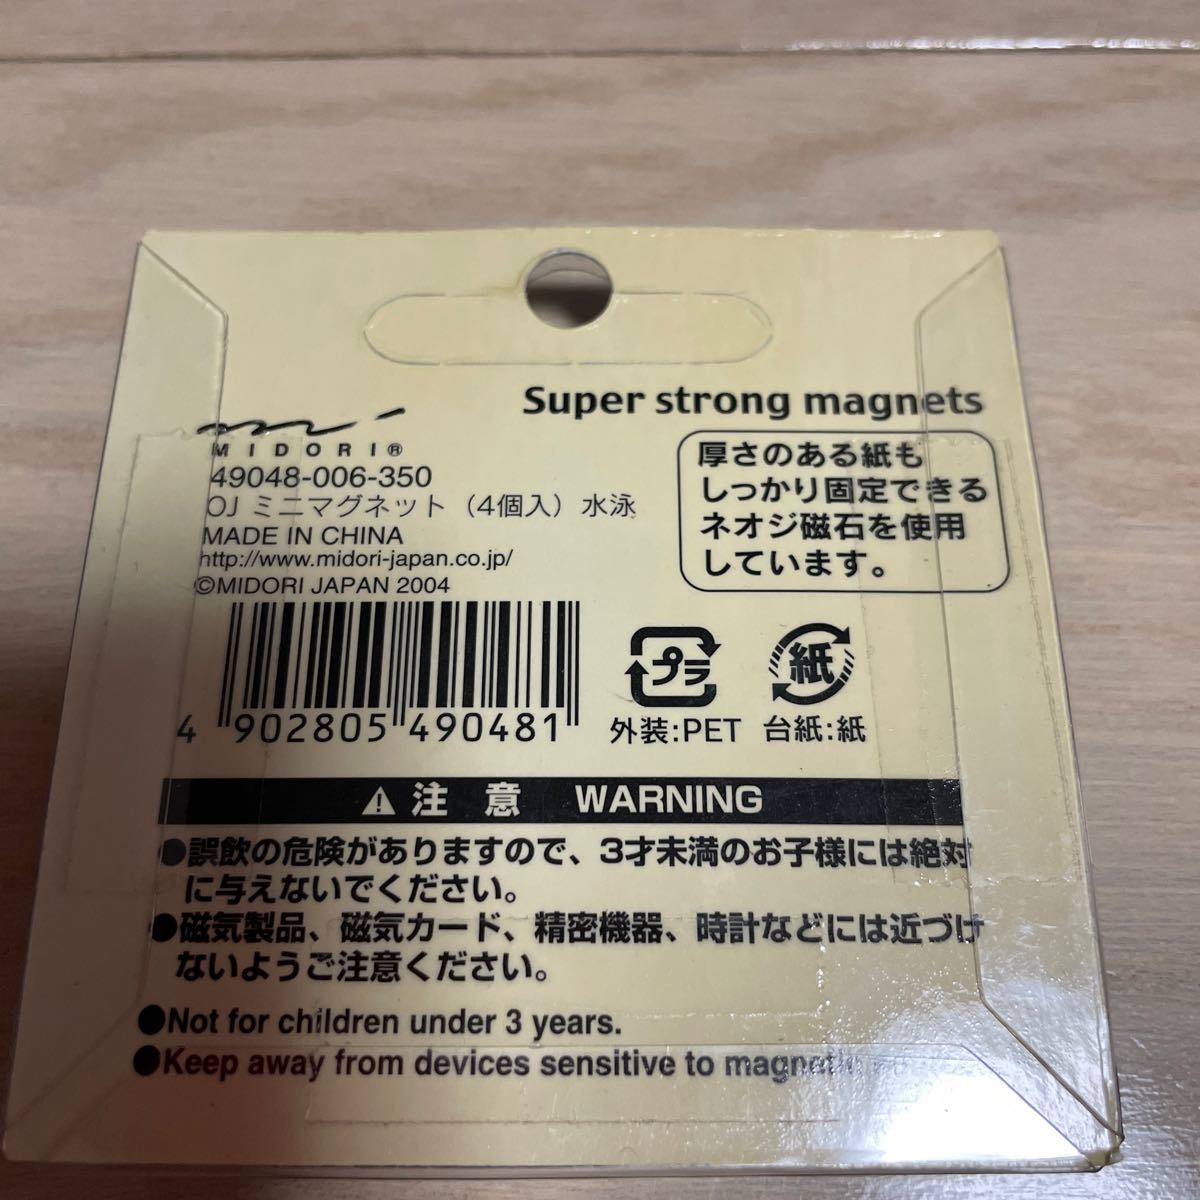 Super strong magnets
MIDORI®
49048-006-350
OJ ミニマグネット（4個入）水泳
MADE IN CHINA
http://www.midori-japan.co.jp/
©MIDORI JAPAN 2004
厚さのある紙も
しっかり固定できる
ネオジ磁石を使用
しています。
4 902805 490481
プラ
外装:PET
紙
台紙:紙
⚠注 意 WARNING
●誤飲の危険がありますので、3才未満のお子様には絶対
に与えないでください。
●磁気製品、磁気カード、精密機器、時計などには近づけ
ないようご注意ください。
●Not for children under 3 years.
●Keep away from devices sensitive to magnetic